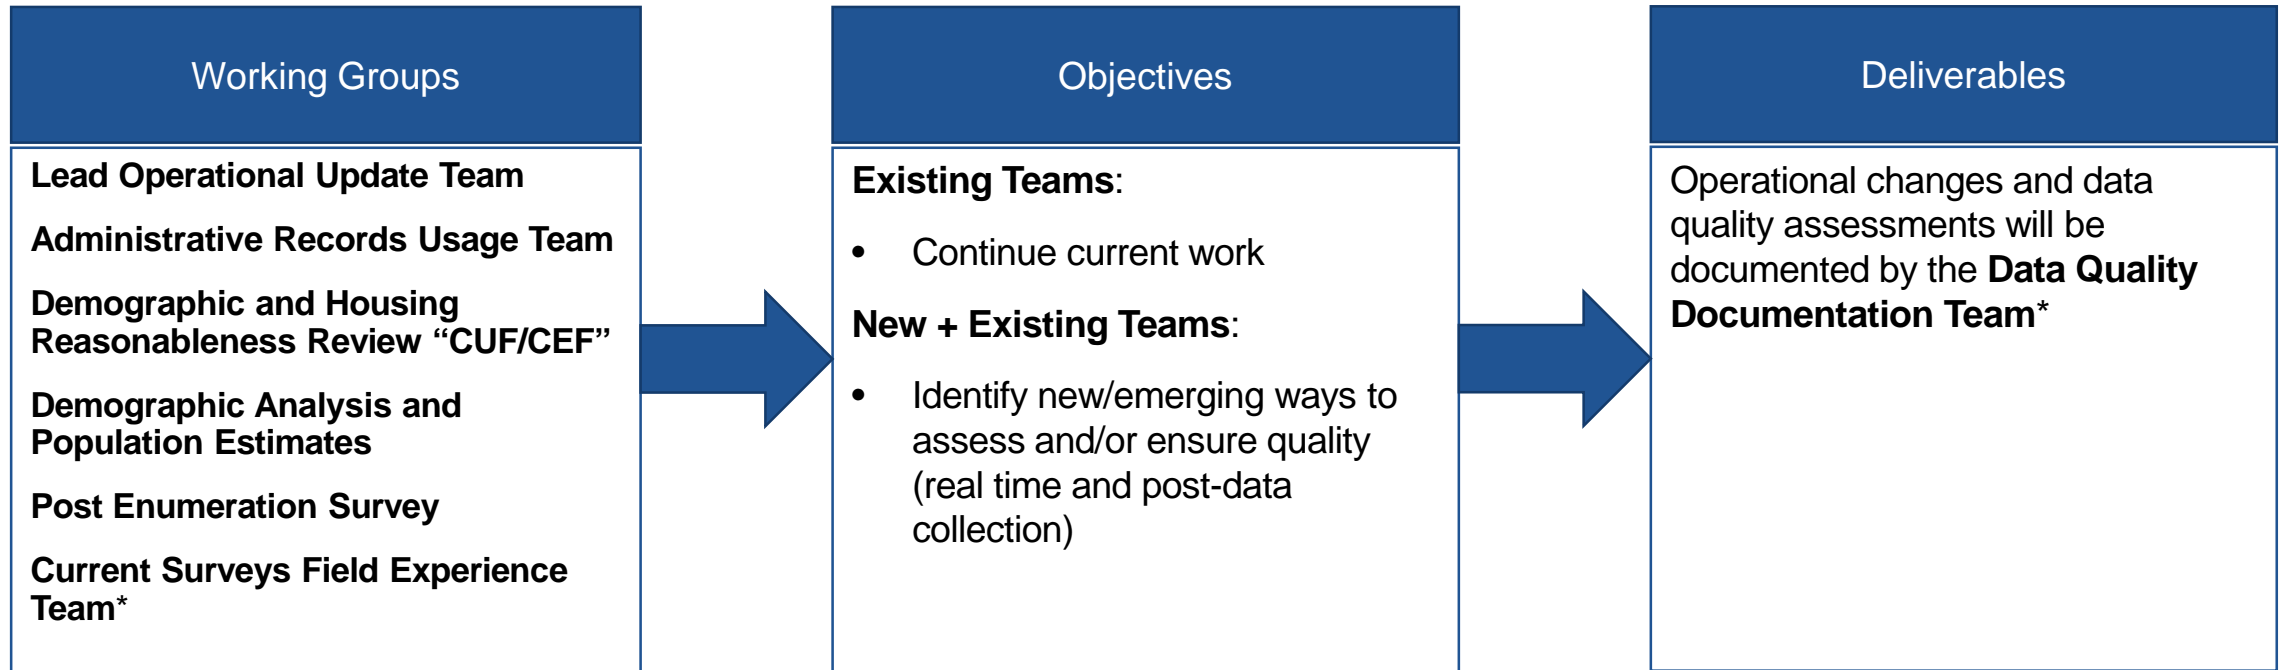 Working Groups
Lead Operational Update Team
Administrative Records Usage Team
Demographic and Housing
Reasonableness Review “CUF/CEF”
Demographic Analysis and
Population Estimates
Post Enumeration Survey
Current Surveys Field Experience
Team*
Objectives
Existing Teams:
• Continue current work
New + Existing Teams:
• Identify new/emerging ways to
assess and/or ensure quality
(real time and post-data
collection)
Deliverables
Operational changes and data
quality assessments will be
documented by the Data Quality
Documentation Team*